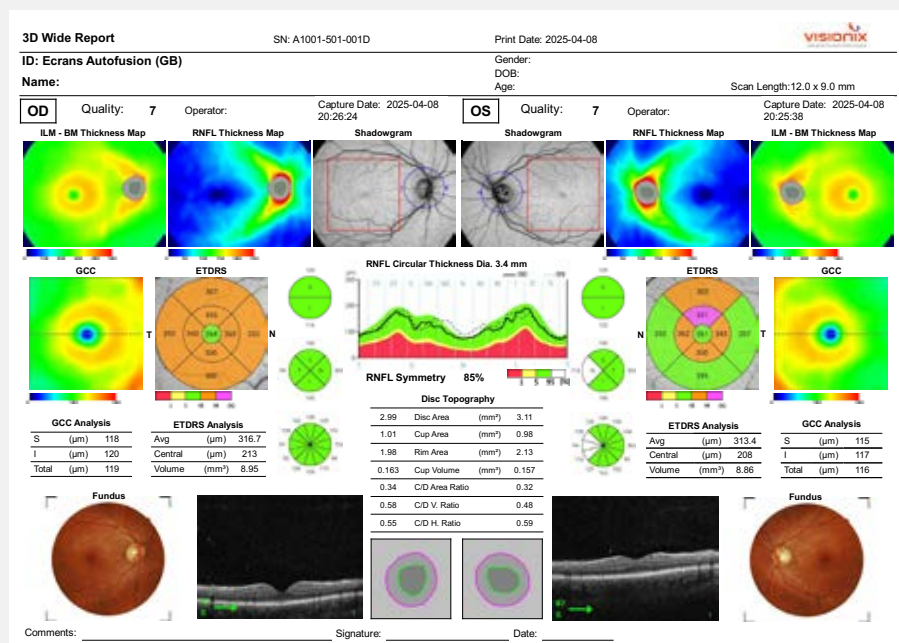 3D Wide Report SN: A1001-501-001D Print Date: 2025-04-08 VISIONIX
ID: Ecrans Autofusion (GB) Gender:
DOB:
Name: Age: Scan Length:12.0 x 9.0 mm
OD Quality: 7 Operator: Capture Date: 2025-04-08 20:26:24 OS Quality: 7 Operator: Capture Date: 2025-04-08 20:25:38
ILM - BM Thickness Map RNFL Thickness Map Shadowgram Shadowgram RNFL Thickness Map ILM - BM Thickness Map
RNFL Circular Thickness Dia. 3.4 mm
GCC ETDRS ETDRS GCC
T N N T
RNFL Symmetry 85%
Disc Topography
2.99 Disc Area (mm²) 3.11
1.01 Cup Area (mm²) 0.98
1.98 Rim Area (mm²) 2.13
0.163 Cup Volume (mm³) 0.157
0.34 C/D Area Ratio 0.32
0.58 C/D V. Ratio 0.48
0.55 C/D H. Ratio 0.59
GCC Analysis
S (µm) 118
I (µm) 120
Total (µm) 119
ETDRS Analysis
Avg (µm) 316.7
Central (µm) 213
Volume (mm³) 8.95
ETDRS Analysis
Avg (µm) 313.4
Central (µm) 208
Volume (mm³) 8.86
GCC Analysis
S (µm) 115
I (µm) 117
Total (µm) 116
Fundus Fundus
Comments: Signature: Date: